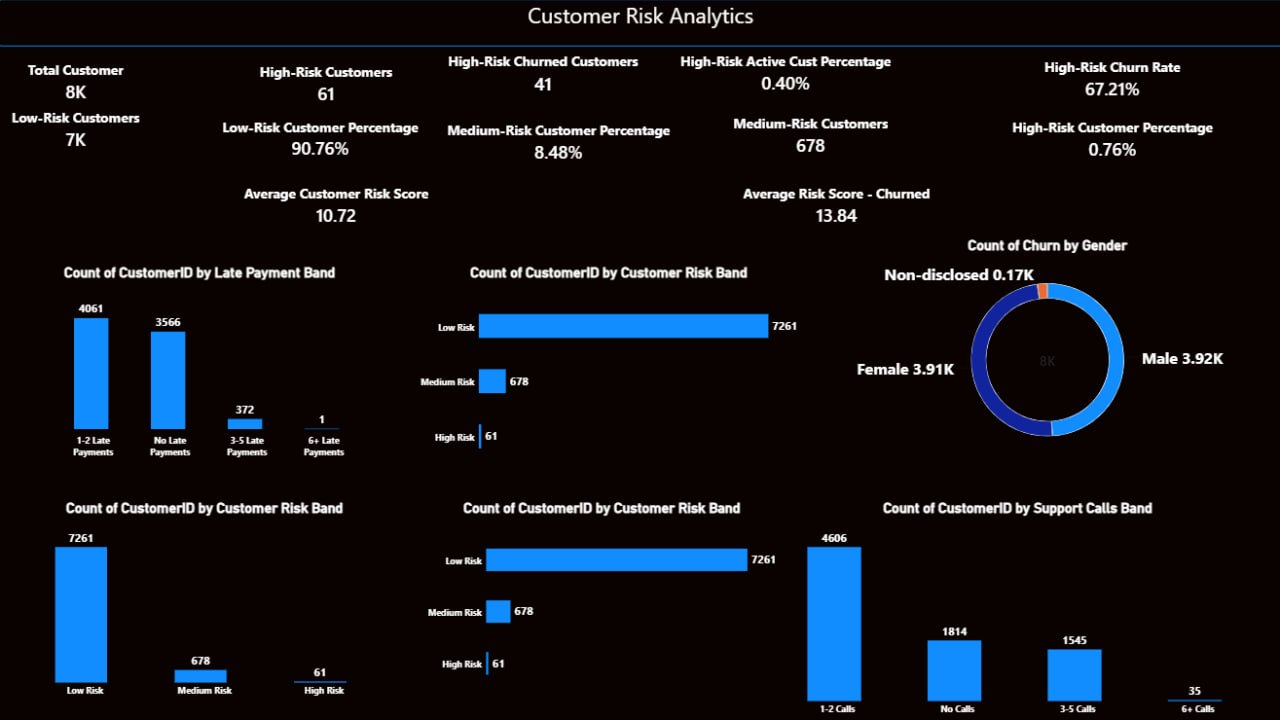 Customer Risk Analytics
Total Customer
8K
High-Risk Customers
61
High-Risk Churned Customers
41
High-Risk Active Cust Percentage
0.40%
High-Risk Churn Rate
67.21%
Low-Risk Customers
7K
Low-Risk Customer Percentage
90.76%
Medium-Risk Customer Percentage
8.48%
Medium-Risk Customers
678
High-Risk Customer Percentage
0.76%
Average Customer Risk Score
10.72
Average Risk Score - Churned
13.84
Count of CustomerID by Late Payment Band
4061
3566
372
1
1-2 Late
Payments
No Late
Payments
3-5 Late
Payments
6+ Late
Payments
Count of CustomerID by Customer Risk Band
Low Risk 7261
Medium Risk 678
High Risk 61
Count of Churn by Gender
Non-disclosed 0.17K
Female 3.91K
8K
Male 3.92K
Count of CustomerID by Customer Risk Band
7261
678
61
Low Risk
Medium Risk
High Risk
Count of CustomerID by Customer Risk Band
Low Risk 7261
Medium Risk 678
High Risk 61
Count of CustomerID by Support Calls Band
4606
1814
1545
35
1-2 Calls
No Calls
3-5 Calls
6+ Calls